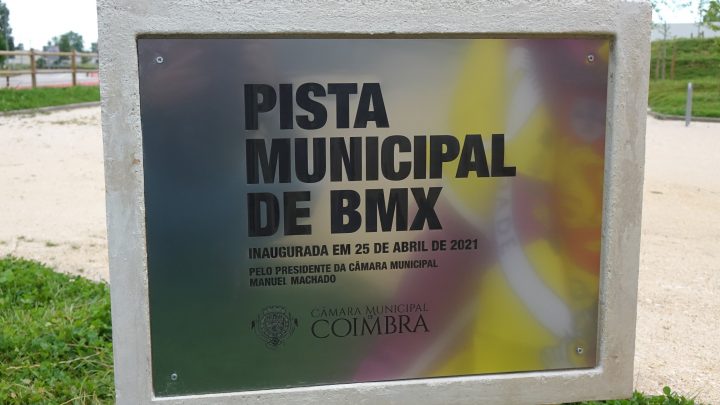 PISTA
MUNICIPAL
DE BMX
INAUGURADA EM 25 DE ABRIL DE 2021
PELO PRESIDENTE DA CÂMARA MUNICIPAL
MANUEL MACHADO
CÂMARA MUNICIPAL
DE
COIMBRA